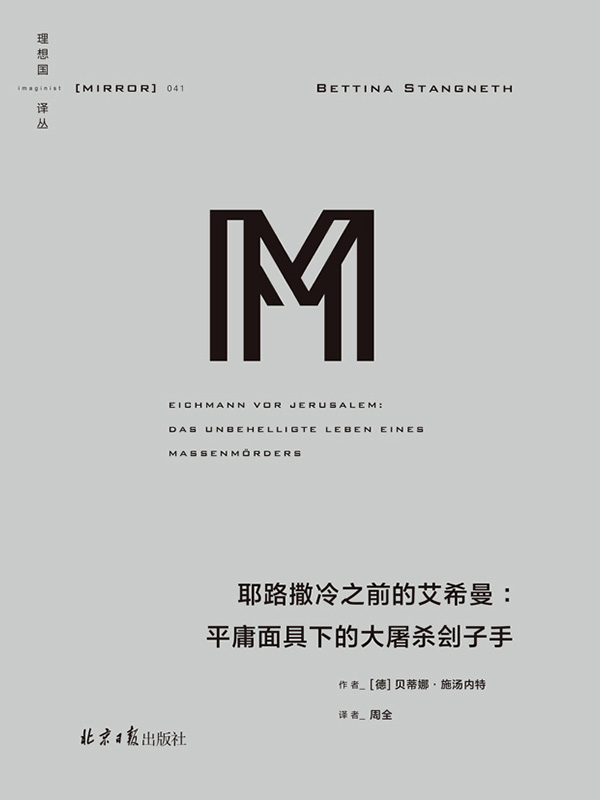 理想国
imaginist
译丛
[MIRROR] 041
BETTINA STANGNETH
M
EICHMANN VOR JERUSALEM:
DAS UNBEHELLIGTE LEBEN EINES
MASSENMÖRDERS
耶路撒冷之前的艾希曼：
平庸面具下的大屠杀刽子手
作者_ [德] 贝蒂娜·施汤内特
译者_ 周全
北京日报出版社